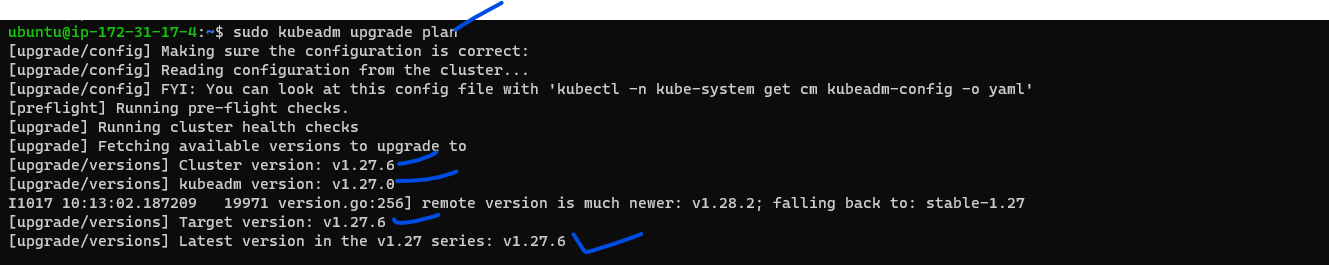 ubuntu@ip-172-31-17-4:~$ sudo kubeadm upgrade plan
[upgrade/config] Making sure the configuration is correct:
[upgrade/config] Reading configuration from the cluster...
[upgrade/config] FYI: You can look at this config file with 'kubectl -n kube-system get cm kubeadm-config -o yaml'
[preflight] Running pre-flight checks.
[upgrade] Running cluster health checks
[upgrade] Fetching available versions to upgrade to
[upgrade/versions] Cluster version: v1.27.6
[upgrade/versions] kubeadm version: v1.27.0
I1017 10:13:02.187209   19971 version.go:256] remote version is much newer: v1.28.2; falling back to: stable-1.27
[upgrade/versions] Target version: v1.27.6
[upgrade/versions] Latest version in the v1.27 series: v1.27.6